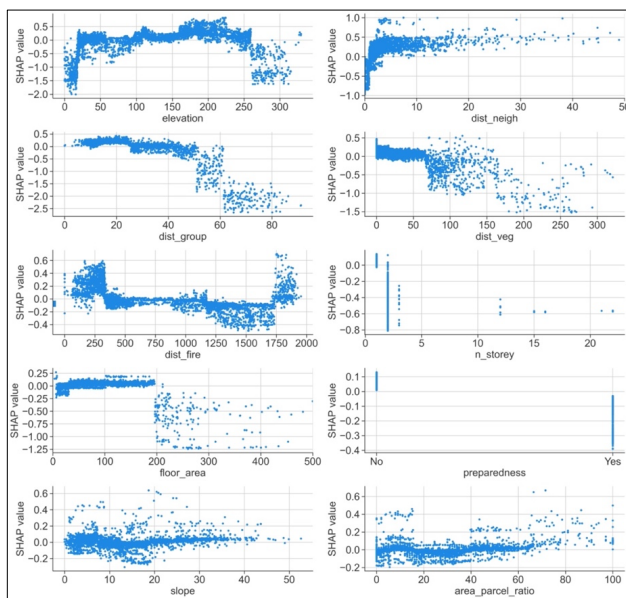 SHAP value
0.5
0.0
-0.5
-1.0
-1.5
-2.0
0 50 100 150 200 250 300
elevation
SHAP value
1.0
0.5
0.0
-0.5
-1.0
0 10 20 30 40 50
dist_neigh
SHAP value
0.5
0.0
-0.5
-1.0
-1.5
-2.0
-2.5
0 20 40 60 80
dist_group
SHAP value
0.5
0.0
-0.5
-1.0
-1.5
0 50 100 150 200 250 300
dist_veg
SHAP value
0.6
0.4
0.2
0.0
-0.2
-0.4
0 250 500 750 1000 1250 1500 1750 2000
dist_fire
SHAP value
0.0
-0.2
-0.4
-0.6
-0.8
0 5 10 15 20
n_storey
SHAP value
0.25
0.00
-0.25
-0.50
-0.75
-1.00
-1.25
0 100 200 300 400 500
floor_area
SHAP value
0.1
0.0
-0.1
-0.2
-0.3
-0.4
No Yes
preparedness
SHAP value
0.6
0.4
0.2
0.0
-0.2
0 10 20 30 40 50
slope
SHAP value
0.6
0.4
0.2
0.0
-0.2
0 20 40 60 80 100
area_parcel_ratio